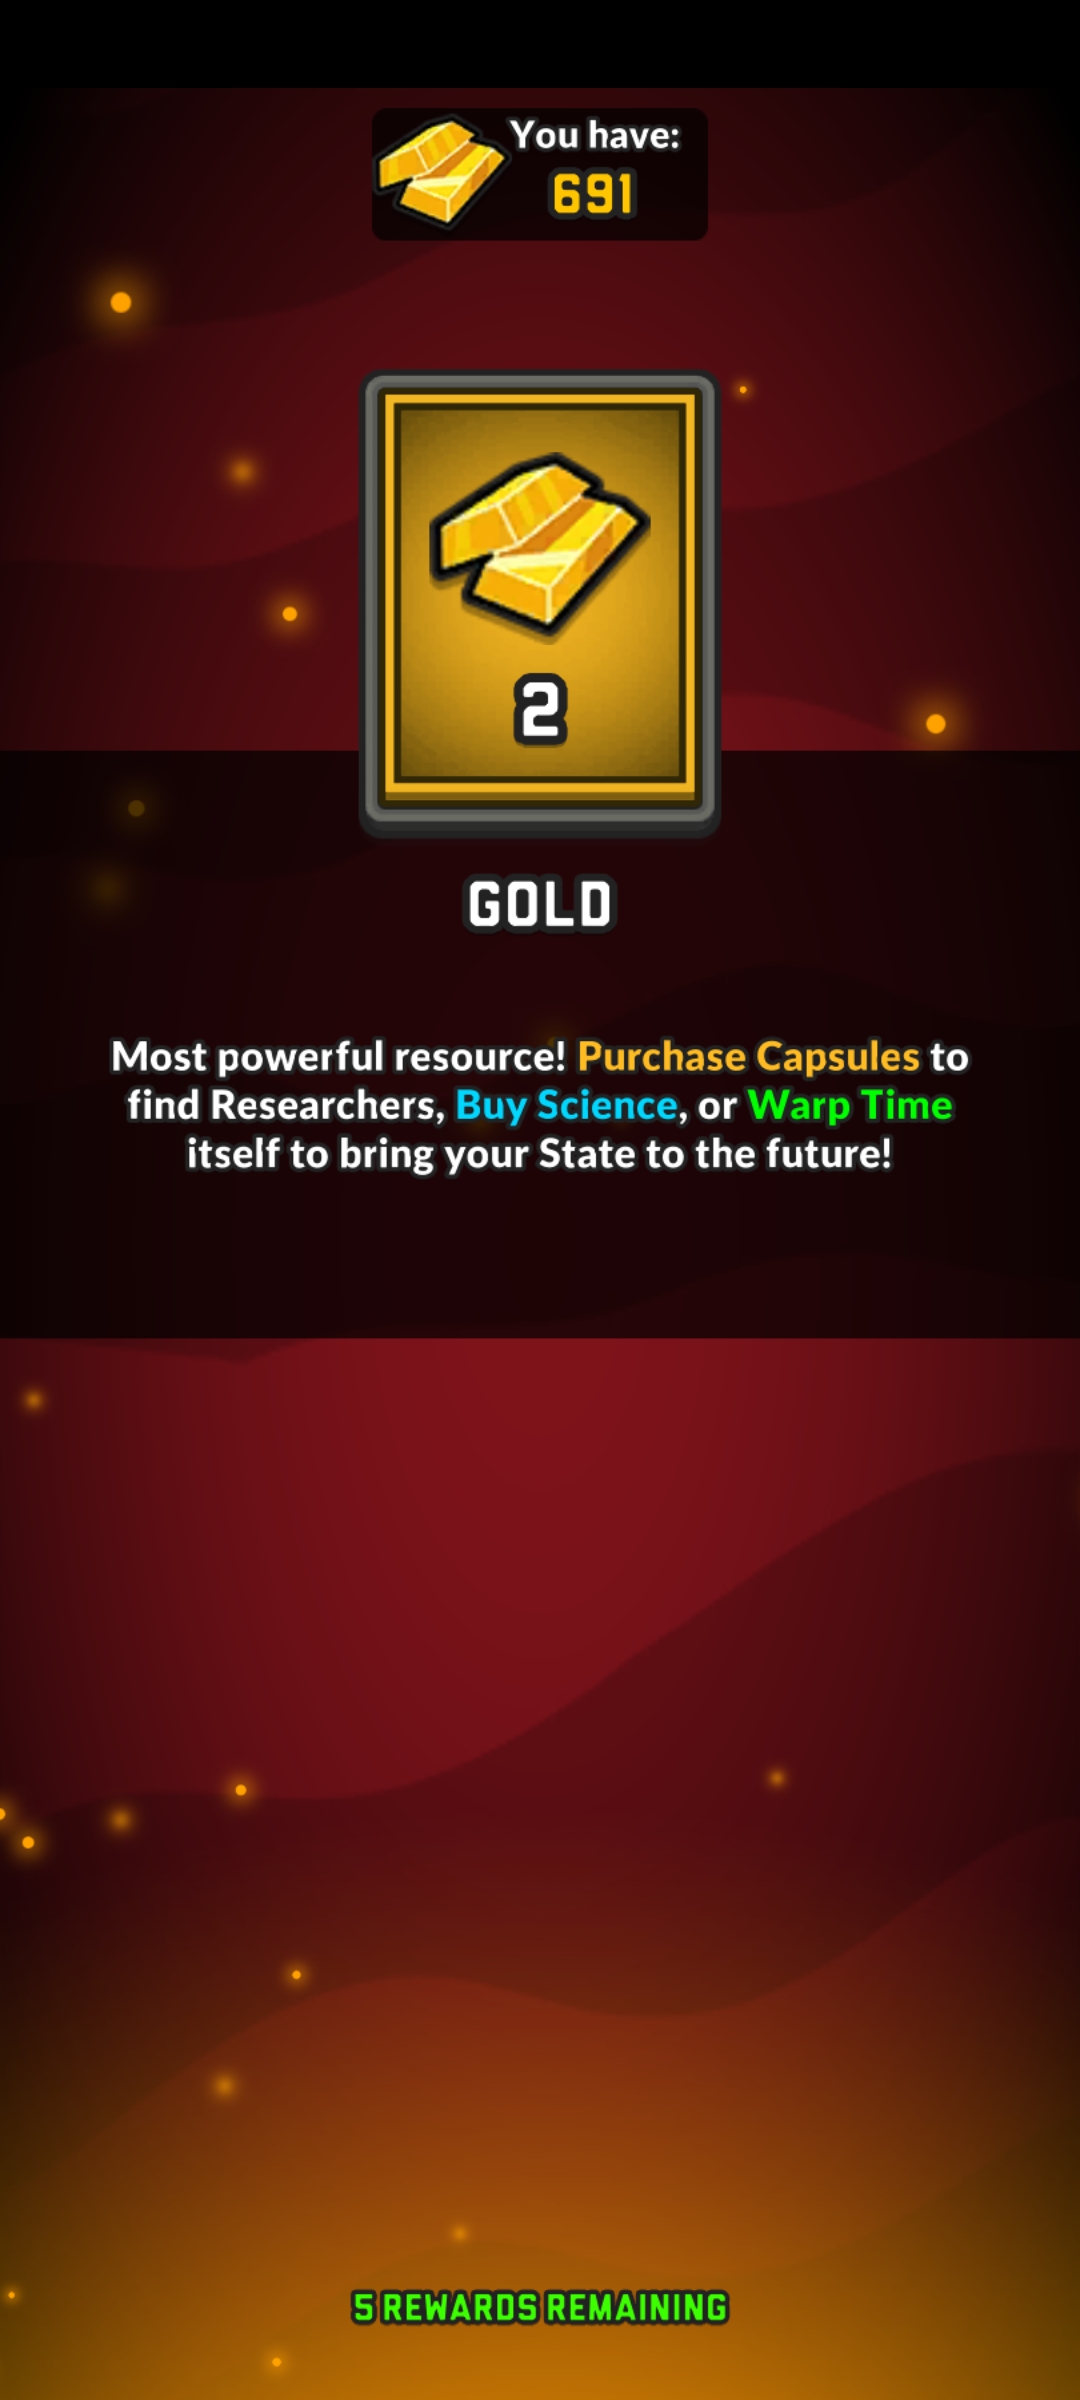 You have:
691
2
GOLD
Most powerful resource! Purchase Capsules to
find Researchers, Buy Science, or Warp Time
itself to bring your State to the future!
5 REWARDS REMAINING